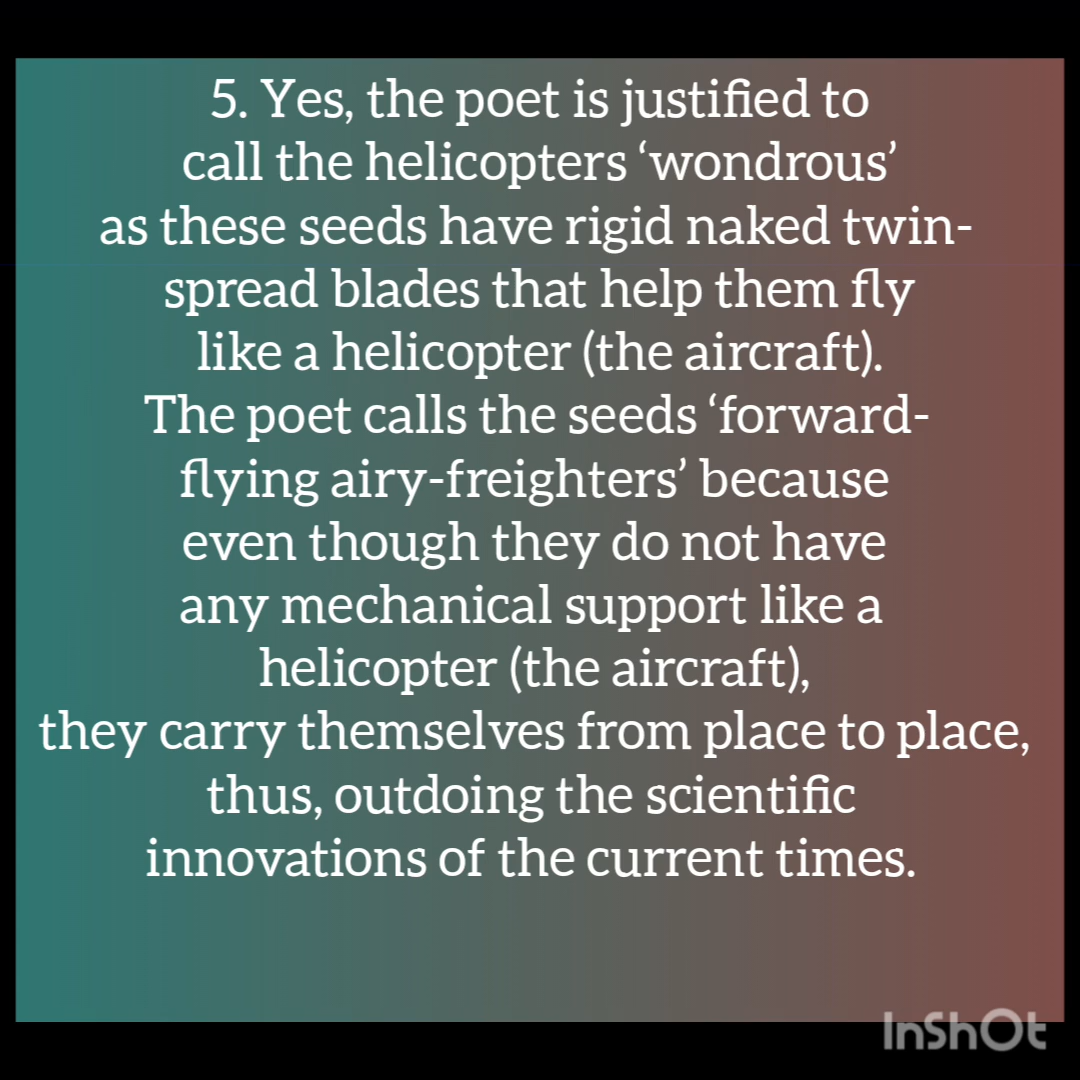 5. Yes, the poet is justified to
call the helicopters ‘wondrous’
as these seeds have rigid naked twin-
spread blades that help them fly
like a helicopter (the aircraft).
The poet calls the seeds ‘forward-
flying airy-freighters’ because
even though they do not have
any mechanical support like a
helicopter (the aircraft),
they carry themselves from place to place,
thus, outdoing the scientific
innovations of the current times.
InShOt